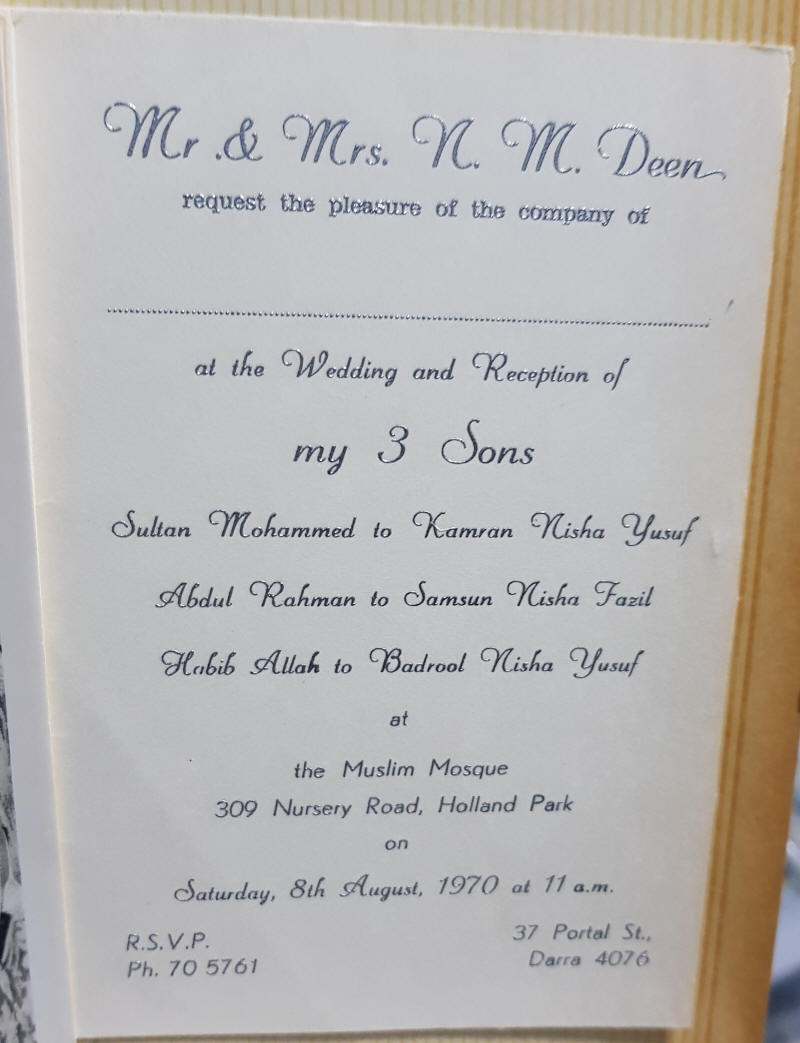 Mr. & Mrs. N. M. Deen
request the pleasure of the company of
at the Wedding and Reception of
my 3 Sons
Sultan Mohammed to Kamran Nisha Yusuf
Abdul Rahman to Samsun Nisha Fazil
Habib Allah to Badrool Nisha Yusuf
at
the Muslim Mosque
309 Nursery Road, Holland Park
on
Saturday, 8th August, 1970 at 11 a.m.
R.S.V.P.
Ph. 70 5761
37 Portal St.,
Darra 4076